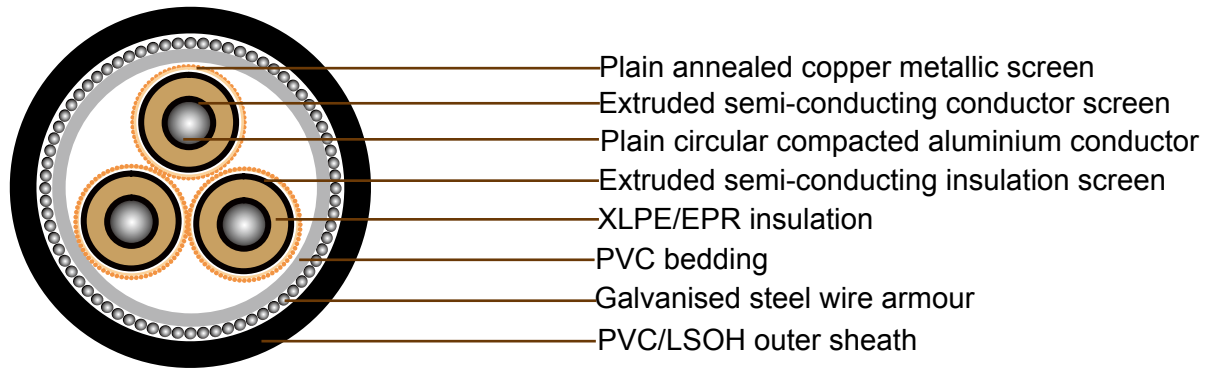 Plain annealed copper metallic screen
Extruded semi-conducting conductor screen
Plain circular compacted aluminium conductor
Extruded semi-conducting insulation screen
XLPE/EPR insulation
PVC bedding
Galvanised steel wire armour
PVC/LSOH outer sheath